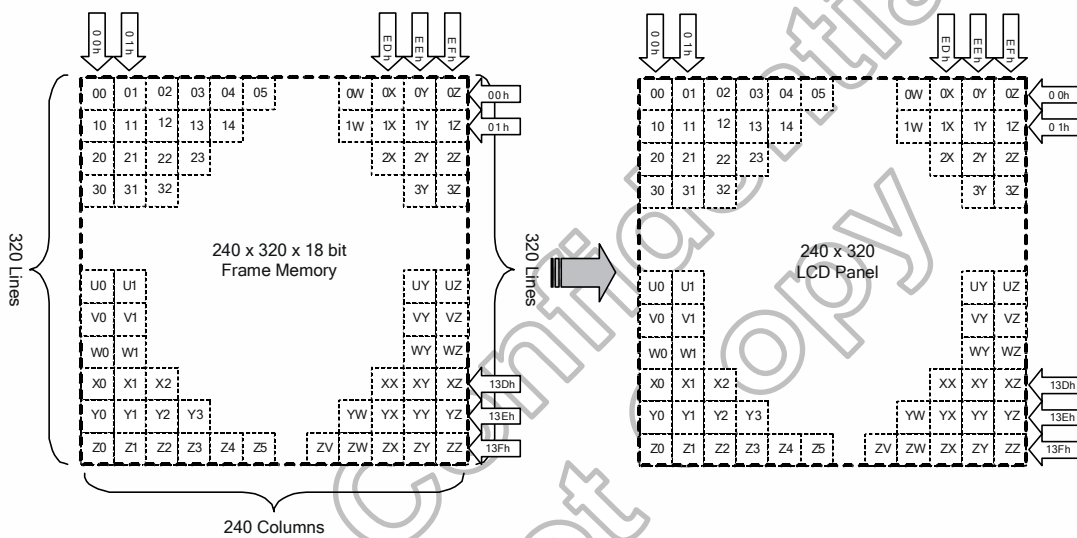 00h 01h EDh EEh EFh 00h 01h EDh EEh EFh
00 01 02 03 04 05 0W 0X 0Y 0Z 00h 00 01 02 03 04 05 0W 0X 0Y 0Z 00h
10 11 12 13 14 1W 1X 1Y 1Z 01h 10 11 12 13 14 1W 1X 1Y 1Z 01h
20 21 22 23 2X 2Y 2Z 20 21 22 23 2X 2Y 2Z
30 31 32 3Y 3Z 30 31 32 3Y 3Z
320 Lines
240 x 320 x 18 bit
Frame Memory
320 Lines
240 x 320
LCD Panel
U0 U1 UY UZ U0 U1 UY UZ
V0 V1 VY VZ V0 V1 VY VZ
W0 W1 WY WZ W0 W1 WY WZ
X0 X1 X2 XX XY XZ 13Dh X0 X1 X2 XX XY XZ 13Dh
Y0 Y1 Y2 Y3 YW YX YY YZ 13Eh Y0 Y1 Y2 Y3 YW YX YY YZ 13Eh
Z0 Z1 Z2 Z3 Z4 Z5 ZV ZW ZX ZY ZZ 13Fh Z0 Z1 Z2 Z3 Z4 Z5 ZV ZW ZX ZY ZZ 13Fh
240 Columns
Confidential
Copy